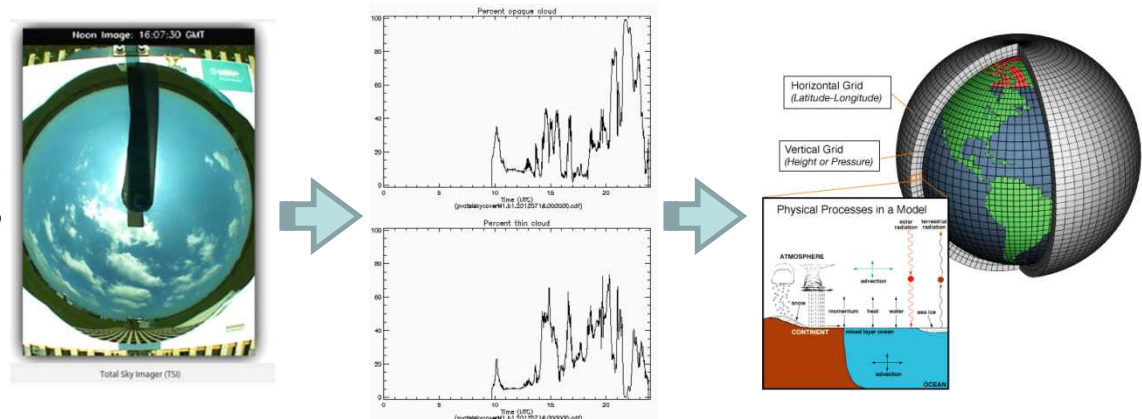 Noon Image: 16:07:30 GMT
Total Sky Imager (TSI)
Percent opaque cloud
100
80
60
40
20
0
5
10
15
20
Time (UTC)
Percent thin cloud
100
80
60
40
20
0
5
10
15
20
Time (UTC)
Horizontal Grid
(Latitude-Longitude)
Vertical Grid
(Height or Pressure)
Physical Processes in a Model
solar
radiation
terrestrial
radiation
ATMOSPHERE
advection
snow
momentum
heat
water
sea ice
CONTINENT
mixed layer ocean
advection
OCEAN